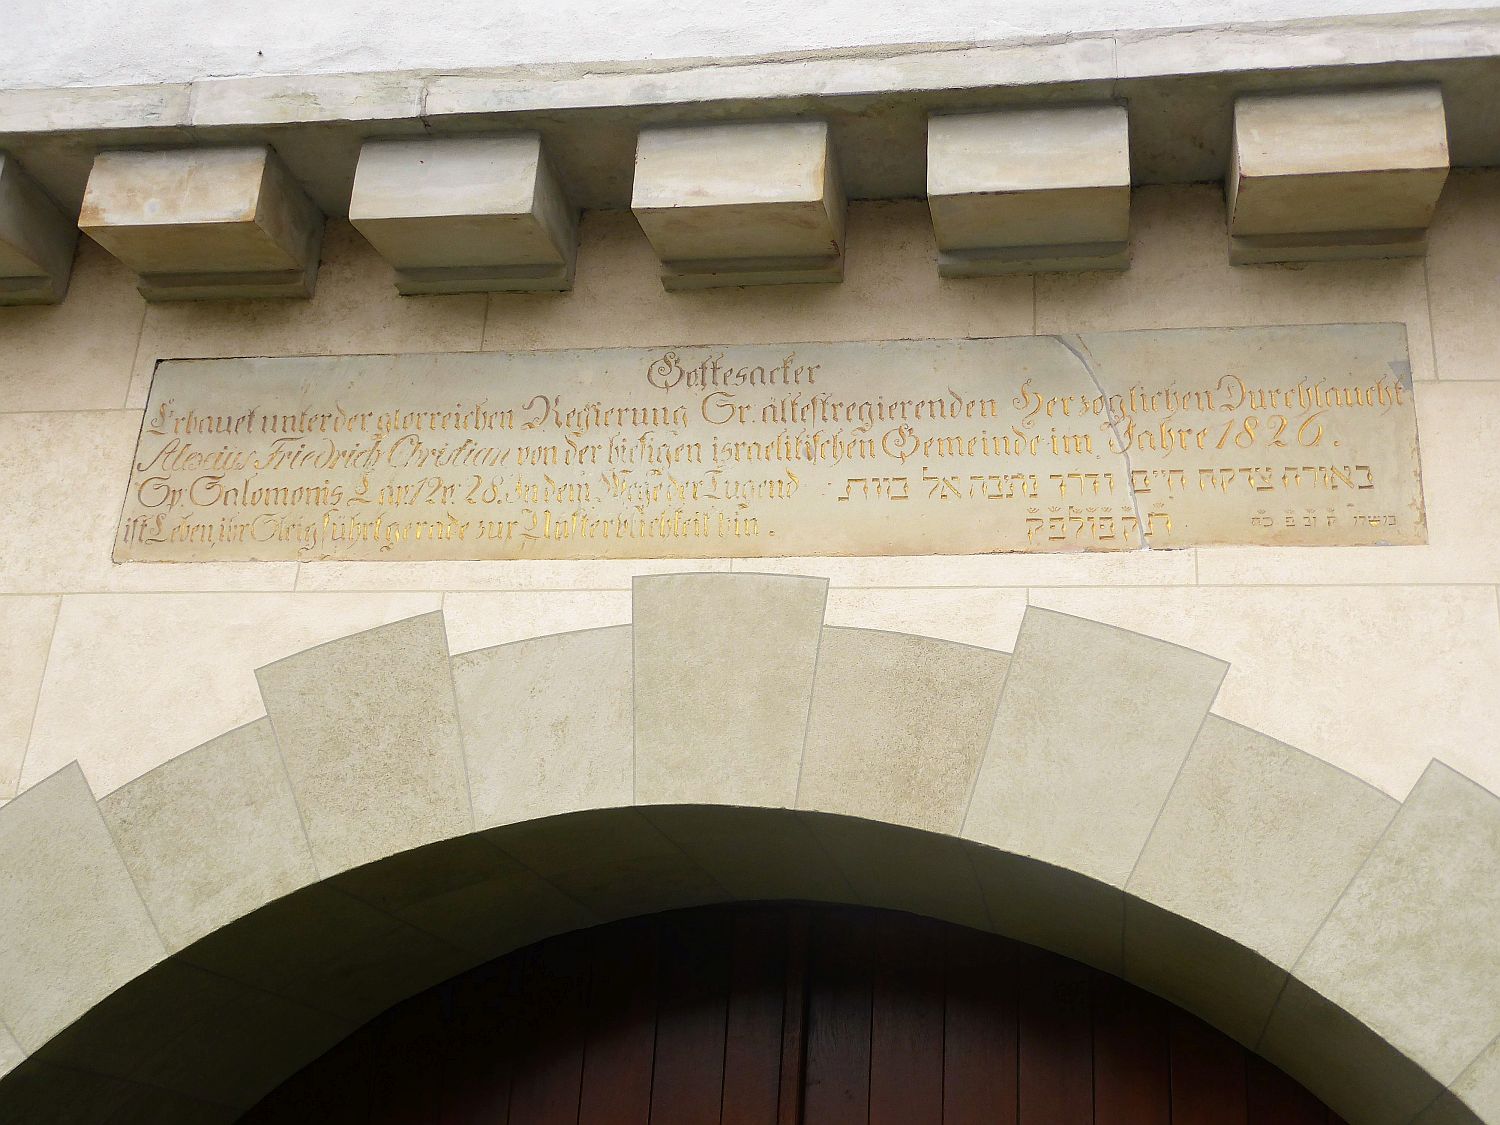 Gottesacker
Erbauet unter der glorreichen Regierung Sr. ältestregierenden Herzoglichen Durchlaucht
Alexius Friedrich Christian von der hiesigen israelitischen Gemeinde im Jahre 1826.
Sp. Salomonis Cap. 12 v. 28. In dem Wege der Tugend באורח צדקה חיים ודרך נתיבה אל מות
ist Leben, ihr Steig führt gerade zur Unsterblichkeit hin. תקפולפק